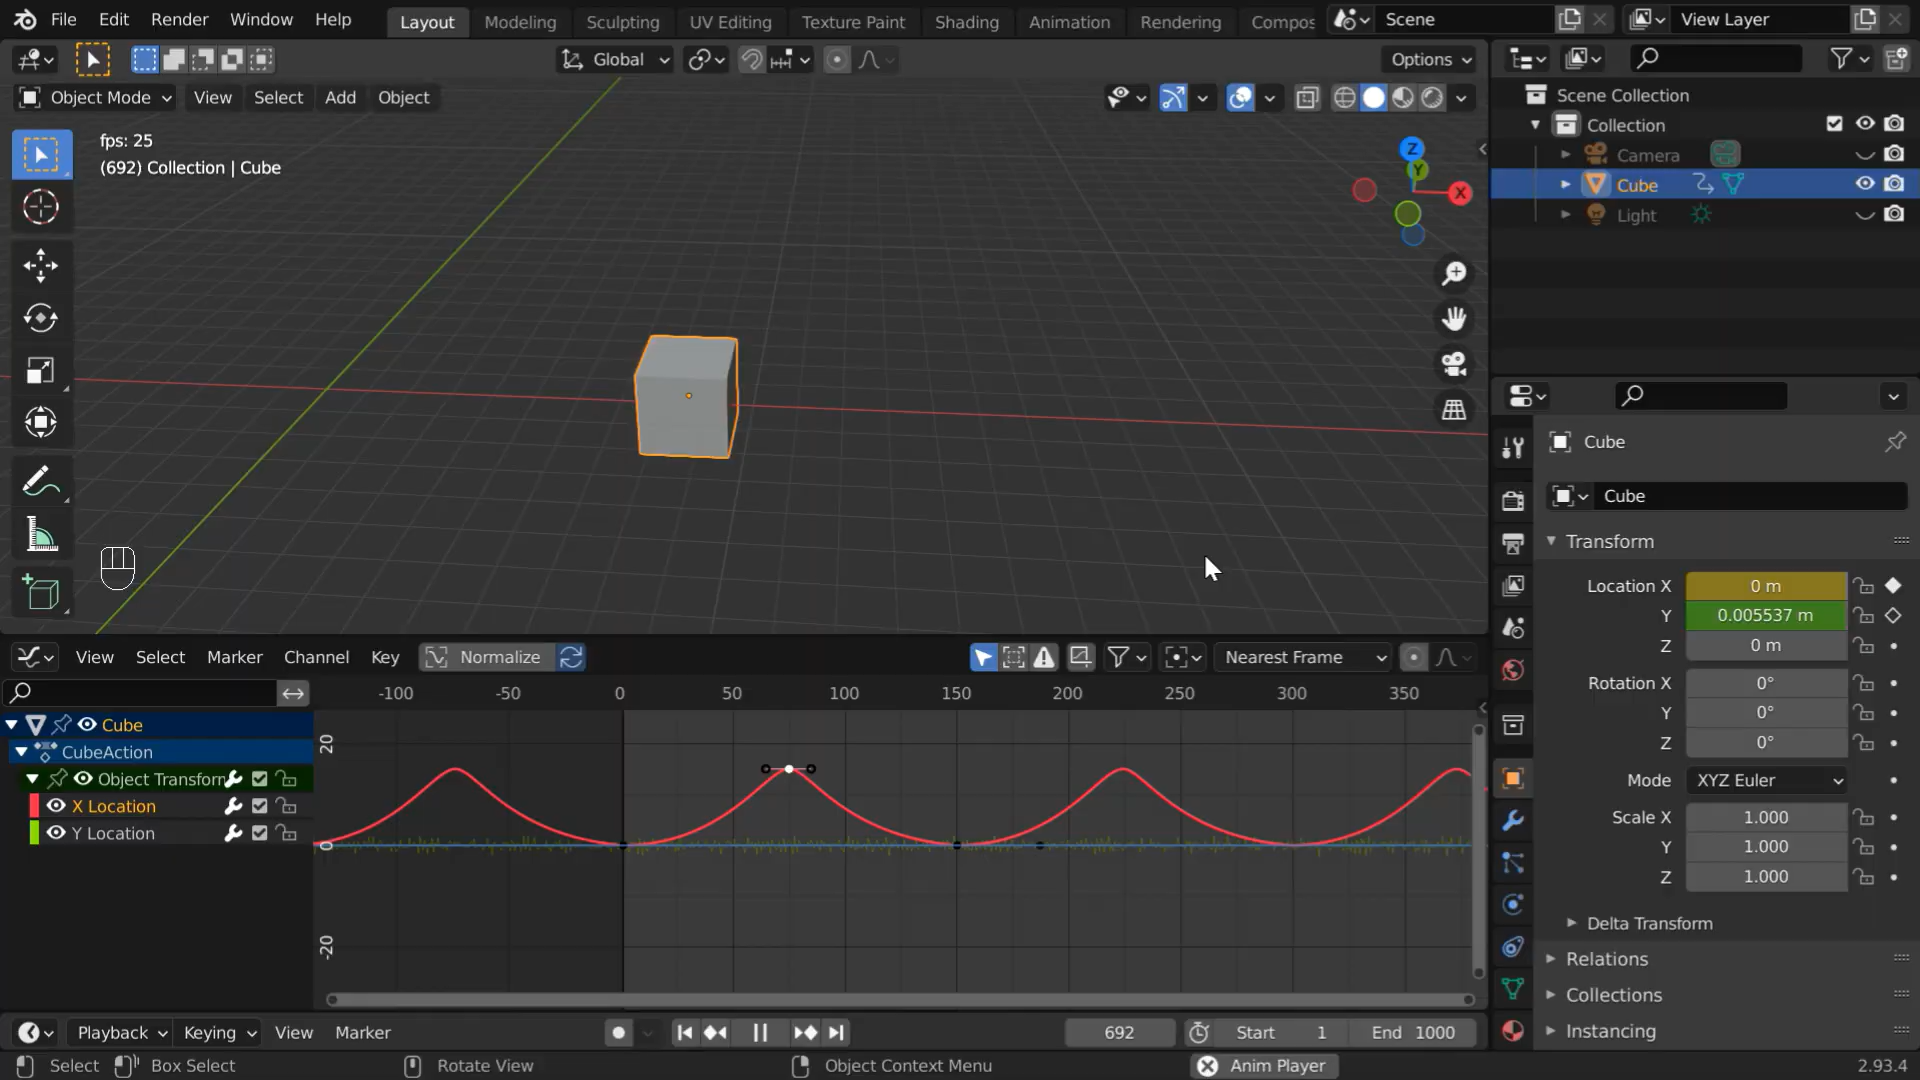 File Edit Render Window Help Layout Modeling Sculpting UV Editing Texture Paint Shading Animation Rendering Compos Scene View Layer
Global Options
Object Mode View Select Add Object
fps: 25
(692) Collection | Cube
Z
Y
X
Scene Collection
Collection
Camera
Cube
Light
Cube
Cube
Transform
Location X 0 m
Y 0.005537 m
Z 0 m
Rotation X 0°
Y 0°
Z 0°
Mode XYZ Euler
Scale X 1.000
Y 1.000
Z 1.000
Delta Transform
Relations
Collections
Instancing
View Select Marker Channel Key Normalize Nearest Frame
-100 -50 0 50 100 150 200 250 300 350
Cube
CubeAction
Object Transform
X Location
Y Location
20
0
-20
Playback Keying View Marker 692 Start 1 End 1000
Select Box Select Rotate View Object Context Menu Anim Player 2.93.4